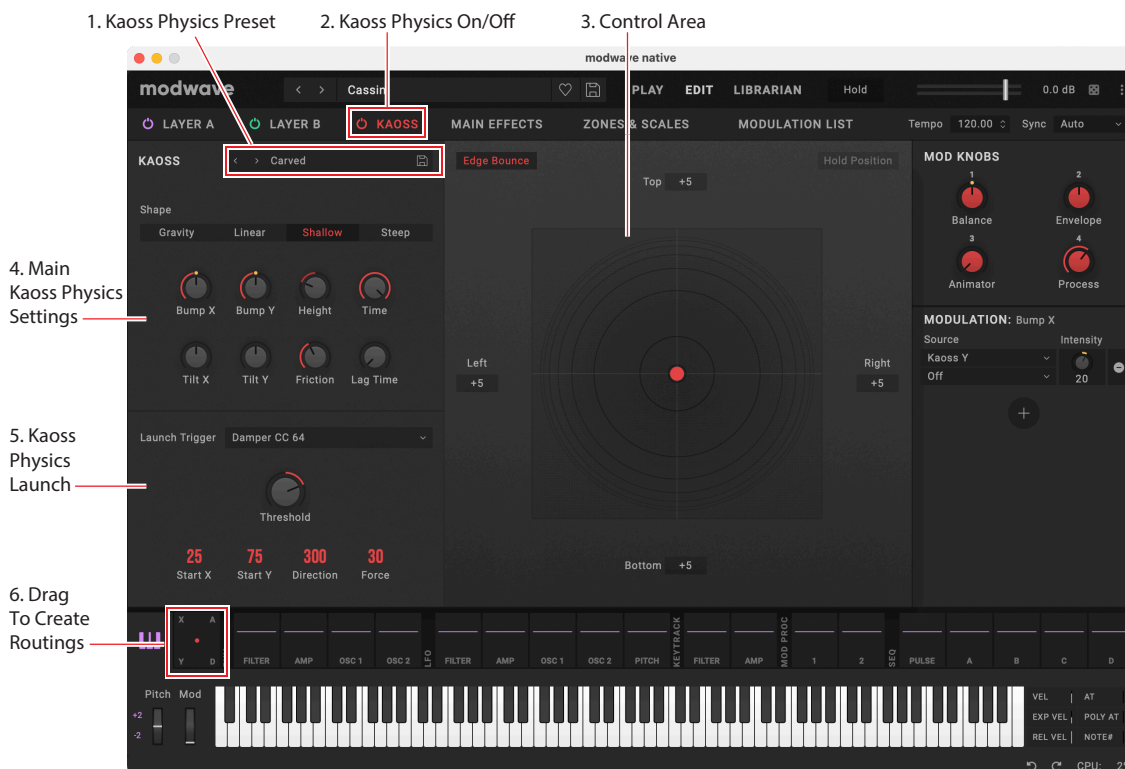 1. Kaoss Physics Preset
2. Kaoss Physics On/Off
3. Control Area
modwave native
modwave
< > Cassin
PLAY EDIT LIBRARIAN Hold 0.0 dB
LAYER A LAYER B KAOSS MAIN EFFECTS ZONES & SCALES MODULATION LIST Tempo 120.00 Sync Auto
KAOSS < > Carved
Edge Bounce
Hold Position
Top +5
Shape
Gravity Linear Shallow Steep
4. Main
Kaoss Physics
Settings
Bump X Bump Y Height Time
Tilt X Tilt Y Friction Lag Time
Left
+5
Right
+5
MOD KNOBS
1 2
Balance Envelope
3 4
Animator Process
MODULATION: Bump X
Source Intensity
Kaoss Y
Off
20
5. Kaoss
Physics
Launch
Launch Trigger Damper CC 64
Threshold
25 75 300 30
Start X Start Y Direction Force
Bottom +5
6. Drag
To Create
Routings
X A
Y D
FILTER AMP OSC 1 OSC 2 LFO FILTER AMP OSC 1 OSC 2 PITCH KEYTRACK FILTER AMP MOD PROC 1 2 SEQ PULSE A B C D
Pitch Mod
+2
-2
VEL AT
EXP VEL POLY AT
REL VEL NOTE#
CPU: